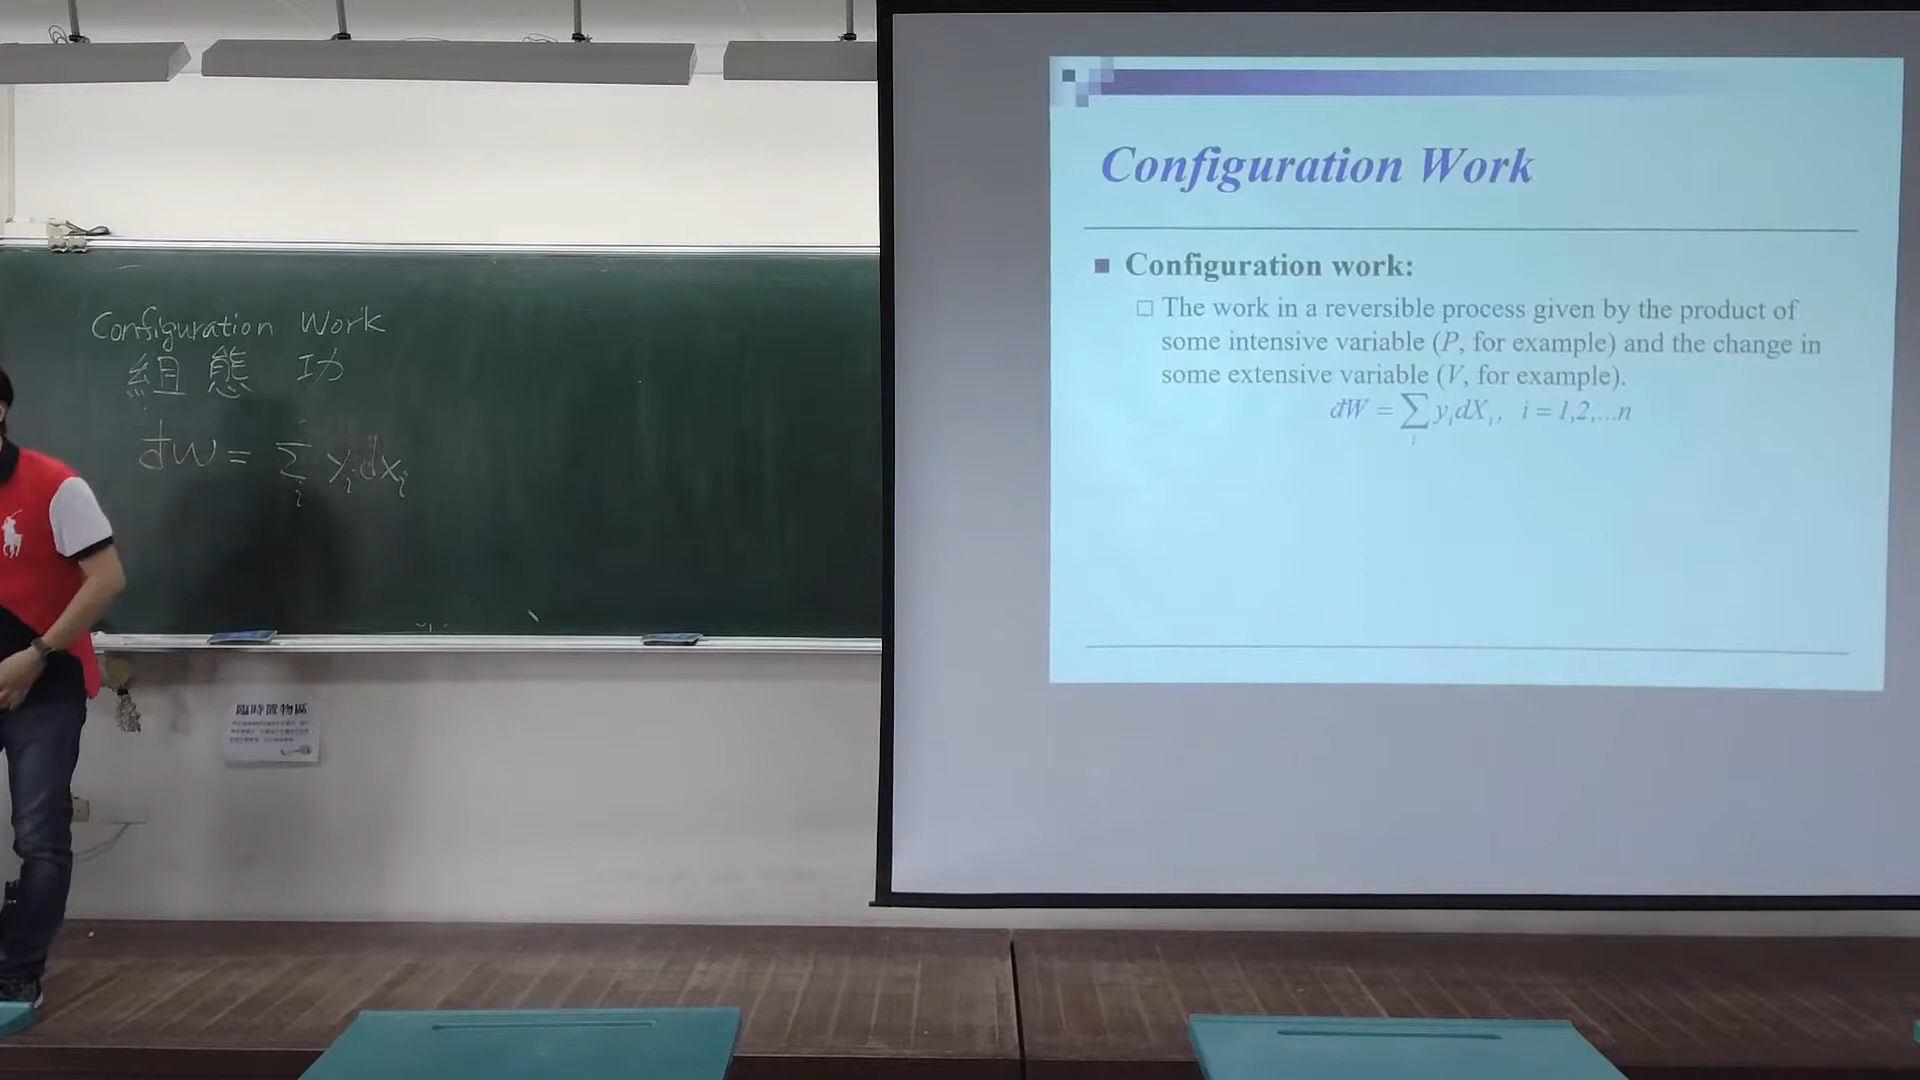 Configuration Work
組態 功
đW = Σ yᵢdxᵢ
i
臨時置物區
Configuration Work
■ Configuration work:
□ The work in a reversible process given by the product of
some intensive variable (P, for example) and the change in
some extensive variable (V, for example).
đW = Σ yᵢdXᵢ, i = 1,2,...n
i